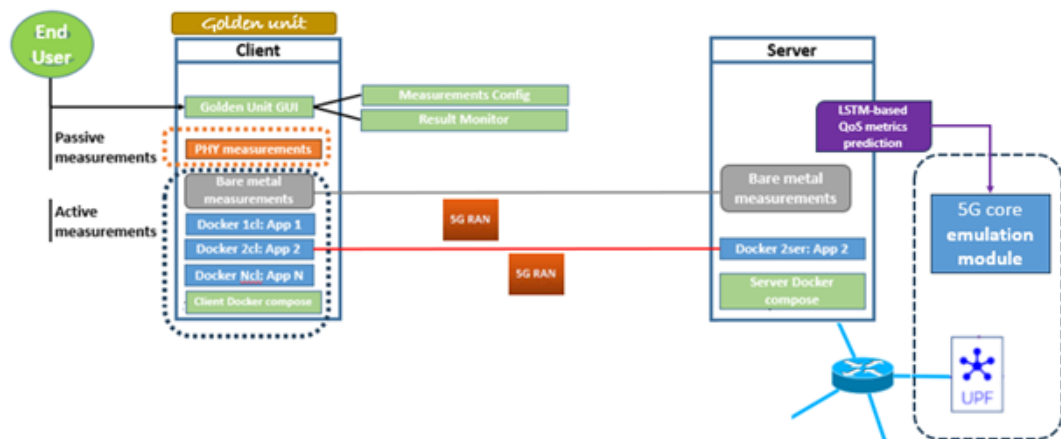 Golden unit
End
User
Client
Server
Golden Unit GUI
Measurements Config
Result Monitor
LSTM-based
QoS metrics
prediction
Passive
measurements
PHY measurements
Bare metal
measurements
Bare metal
measurements
Active
measurements
Docker 1cl: App 1
5G RAN
5G core
emulation
module
Docker 2cl: App 2
Docker 2ser: App 2
Docker Ncl: App N
5G RAN
Client Docker compose
Server Docker
compose
UPF